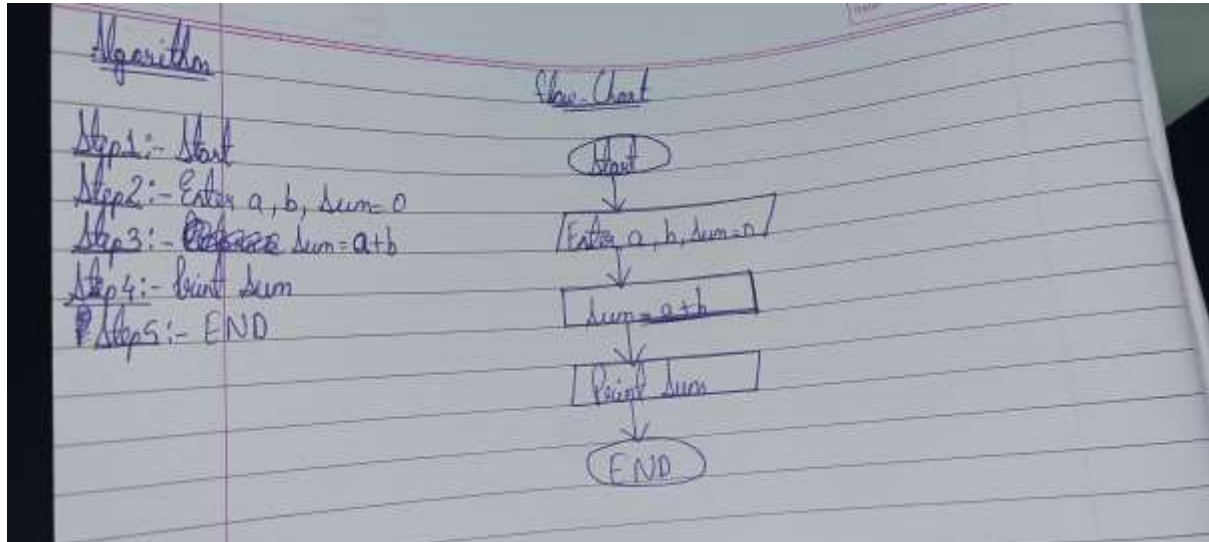 Algorithm
Step1:- Start
Step2:- Enter a, b, Sum=0
Step3:- Sum=a+b
Step4:- Print Sum
Step5:- END
Flow-Chart
Start
Enter a, b, Sum=0
Sum=a+b
Print Sum
END